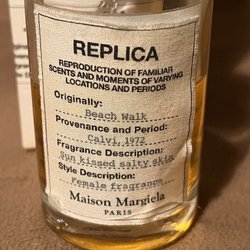 REPLICA
REPRODUCTION OF FAMILIAR
SCENTS AND MOMENTS OF VARYING
LOCATIONS AND PERIODS
Originally:
Beach Walk
Provenance and Period:
Calvi, 1972
Fragrance Description:
Sun kissed salty skin
Style Description:
Female fragrance
Maison Margiela
PARIS